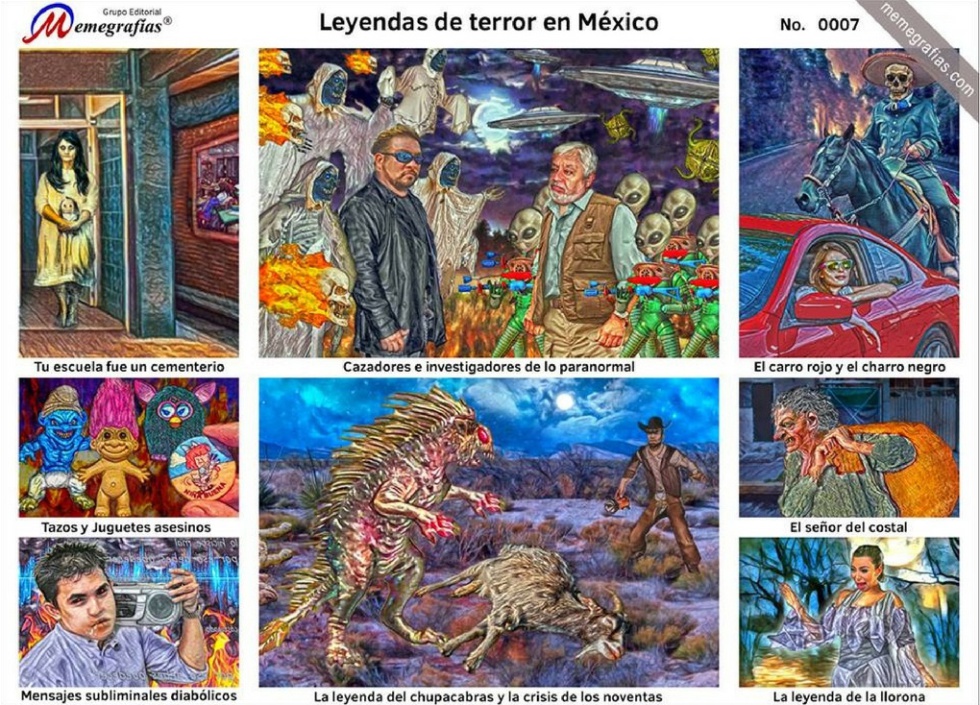 Grupo Editorial
Memegrafías®
Leyendas de terror en México
No. 0007
memegrafias.com
Tu escuela fue un cementerio
Cazadores e investigadores de lo paranormal
El carro rojo y el charro negro
NIÑA BUENA
Tazos y Juguetes asesinos
El señor del costal
Mensajes subliminales diabólicos
La leyenda del chupacabras y la crisis de los noventas
La leyenda de la llorona